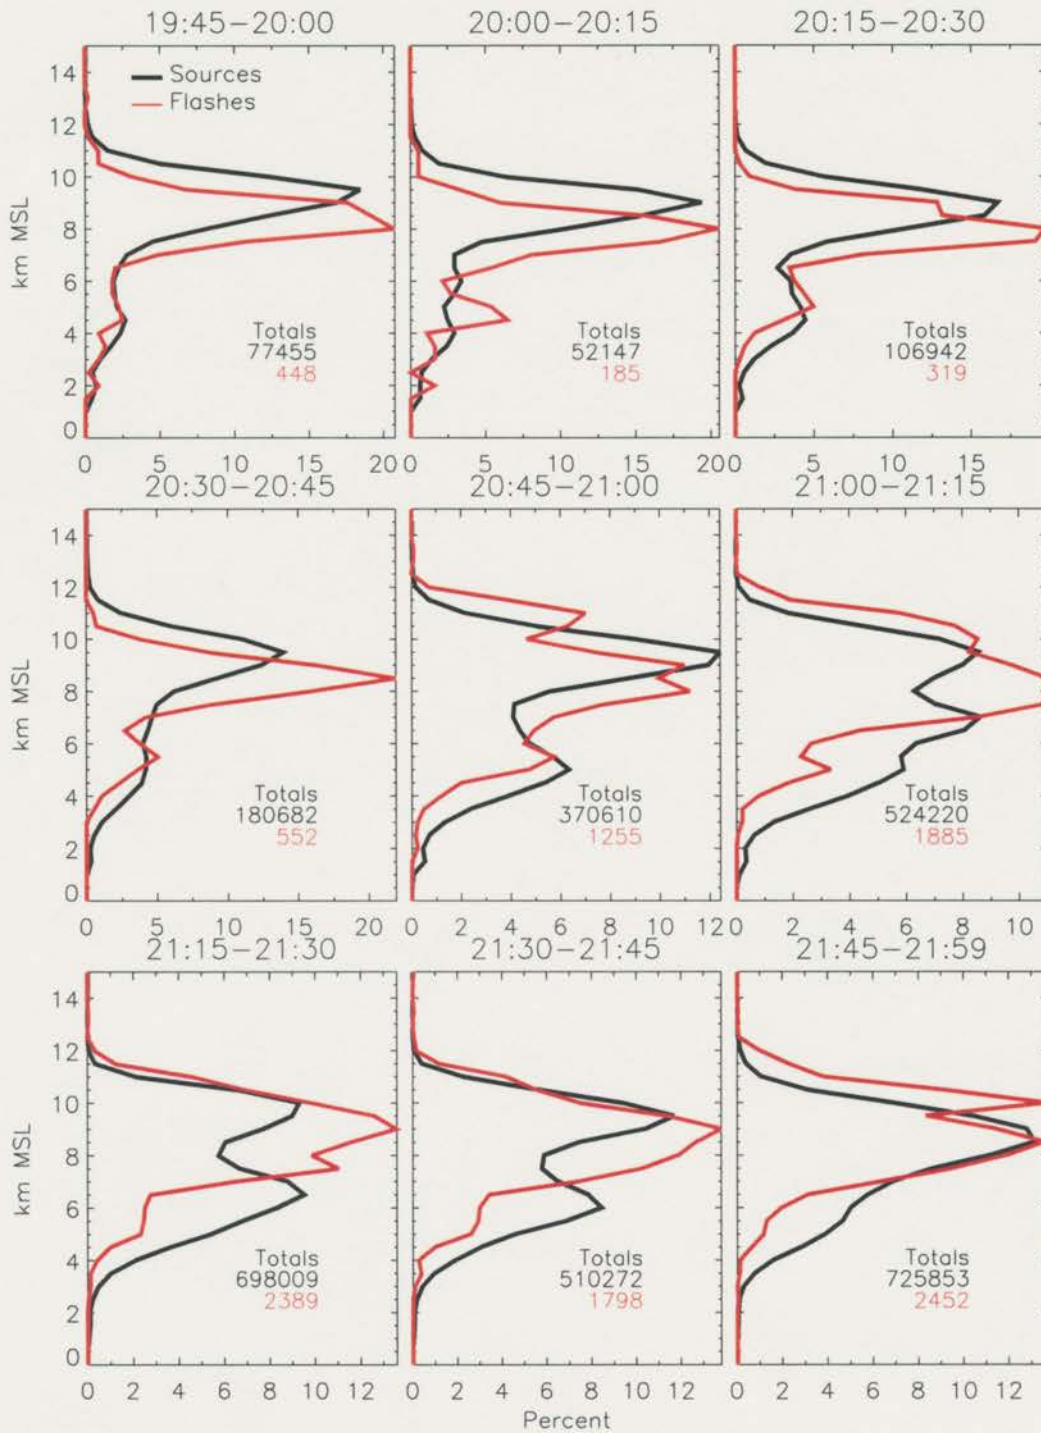 19:45-20:00
20:00-20:15
20:15-20:30
km MSL
14
12
10
8
6
4
2
0
Sources
Flashes
Totals
77455
448
Totals
52147
185
Totals
106942
319
0 5 10 15 20
0 5 10 15 20
0 5 10 15
20:30-20:45
20:45-21:00
21:00-21:15
km MSL
14
12
10
8
6
4
2
0
Totals
180682
552
Totals
370610
1255
Totals
524220
1885
0 5 10 15 20
0 2 4 6 8 10 12
0 2 4 6 8 10
21:15-21:30
21:30-21:45
21:45-21:59
km MSL
14
12
10
8
6
4
2
0
Totals
698009
2389
Totals
510272
1798
Totals
725853
2452
0 2 4 6 8 10 12
0 2 4 6 8 10 12
0 2 4 6 8 10 12
Percent